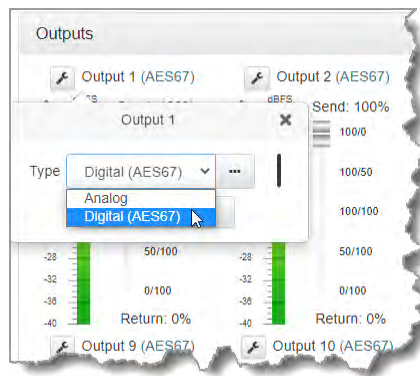 Outputs
Output 1 (AES67)
Output 2 (AES67)
dBFS
Send: 100%
Output 1
100/0
Type
Digital (AES67)
...
100/50
Analog
Digital (AES67)
100/100
-28
50/100
-28
50/100
-32
-32
-36
0/100
-36
0/100
-40
Return: 0%
-40
Return: 0%
Output 9 (AES67)
Output 10 (AES67)